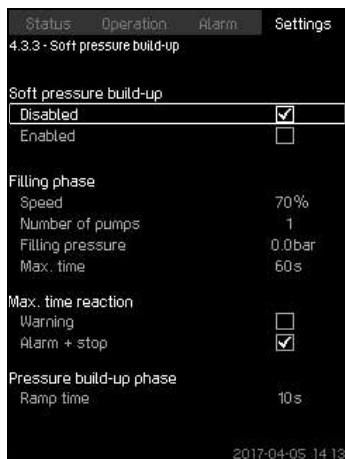 Status Operation Alarm Settings
4.3.3 - Soft pressure build-up
Soft pressure build-up
Disabled
Enabled
Filling phase
Speed 70%
Number of pumps 1
Filling pressure 0.0bar
Max. time 60s
Max. time reaction
Warning
Alarm + stop
Pressure build-up phase
Ramp time 10s
2017-04-05 14:13